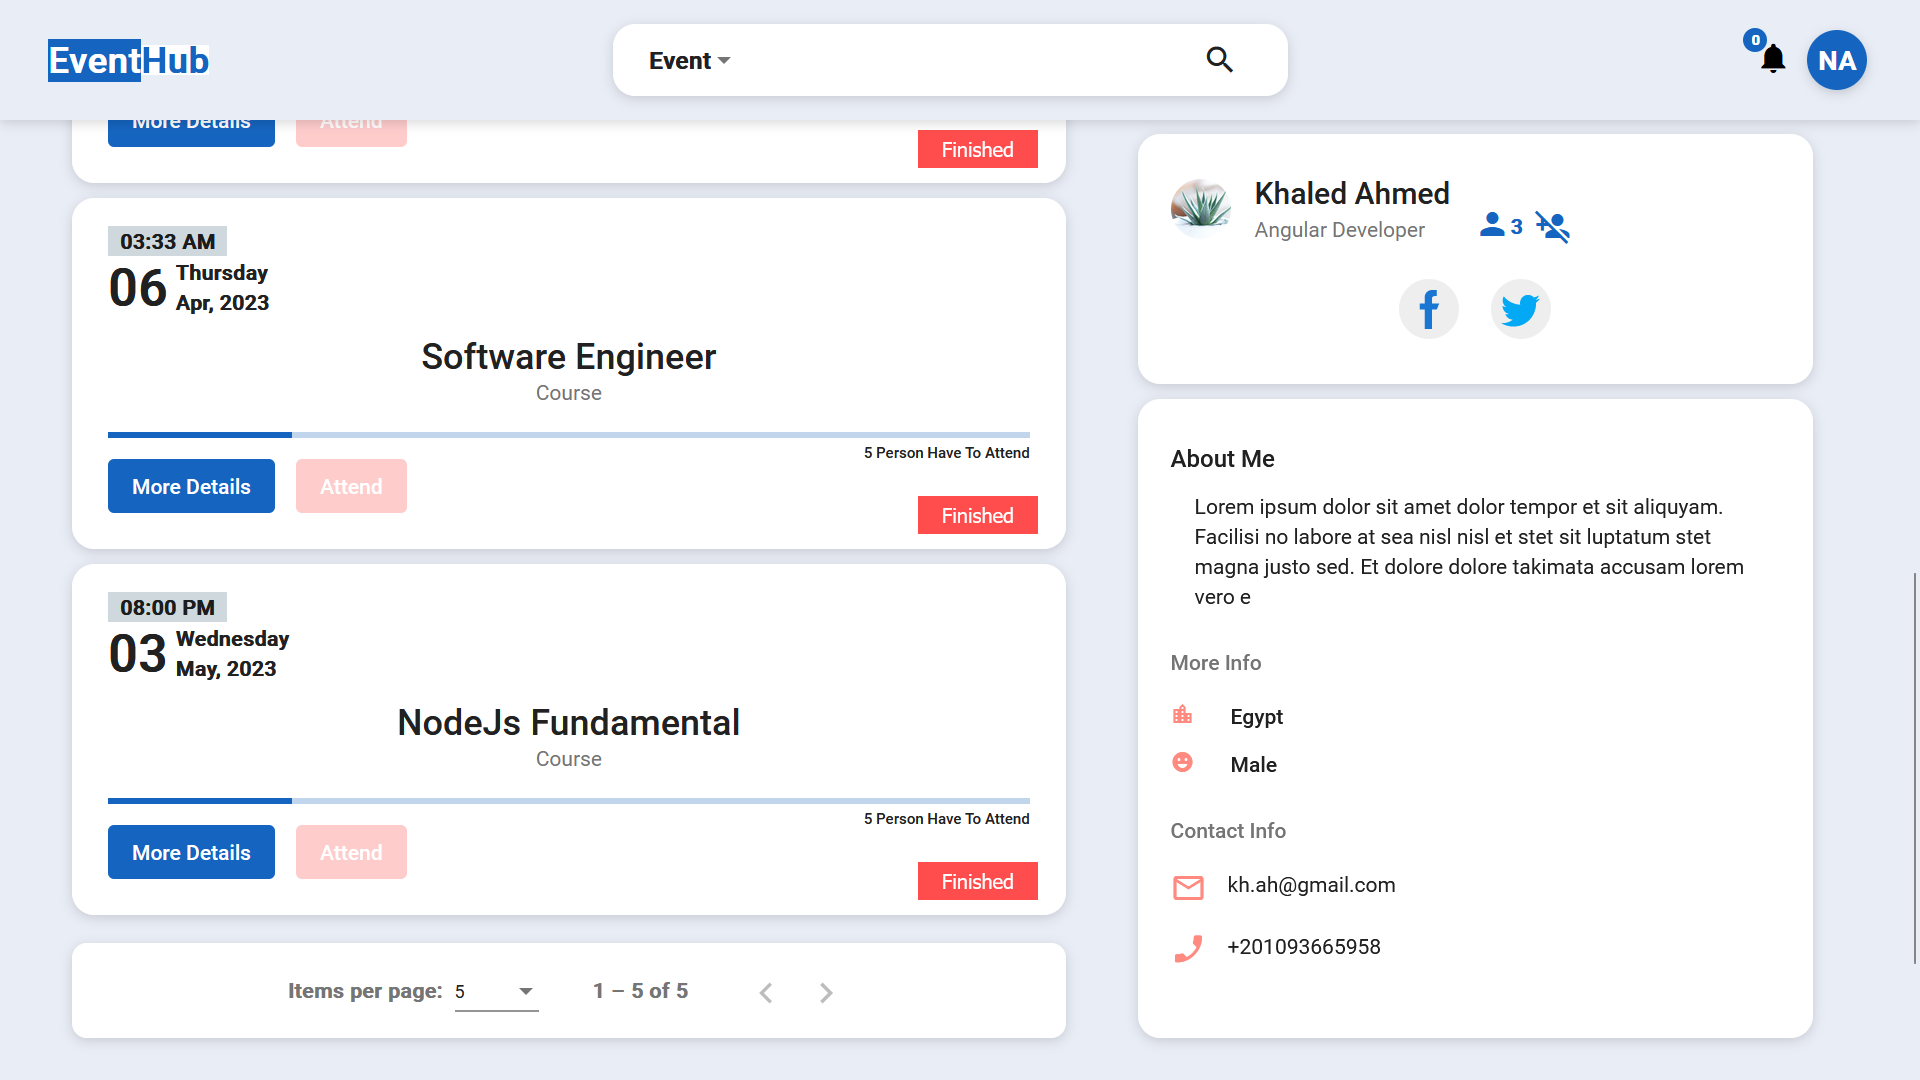 EventHub
Event
0
NA
More Details
Attend
Finished
03:33 AM
06
Thursday
Apr, 2023
Software Engineer
Course
5 Person Have To Attend
More Details
Attend
Finished
08:00 PM
03
Wednesday
May, 2023
NodeJs Fundamental
Course
5 Person Have To Attend
More Details
Attend
Finished
Items per page: 5
1 – 5 of 5
Khaled Ahmed
Angular Developer
3
About Me
Lorem ipsum dolor sit amet dolor tempor et sit aliquyam.
Facilisi no labore at sea nisl nisl et stet sit luptatum stet
magna justo sed. Et dolore dolore takimata accusam lorem
vero e
More Info
Egypt
Male
Contact Info
kh.ah@gmail.com
+201093665958